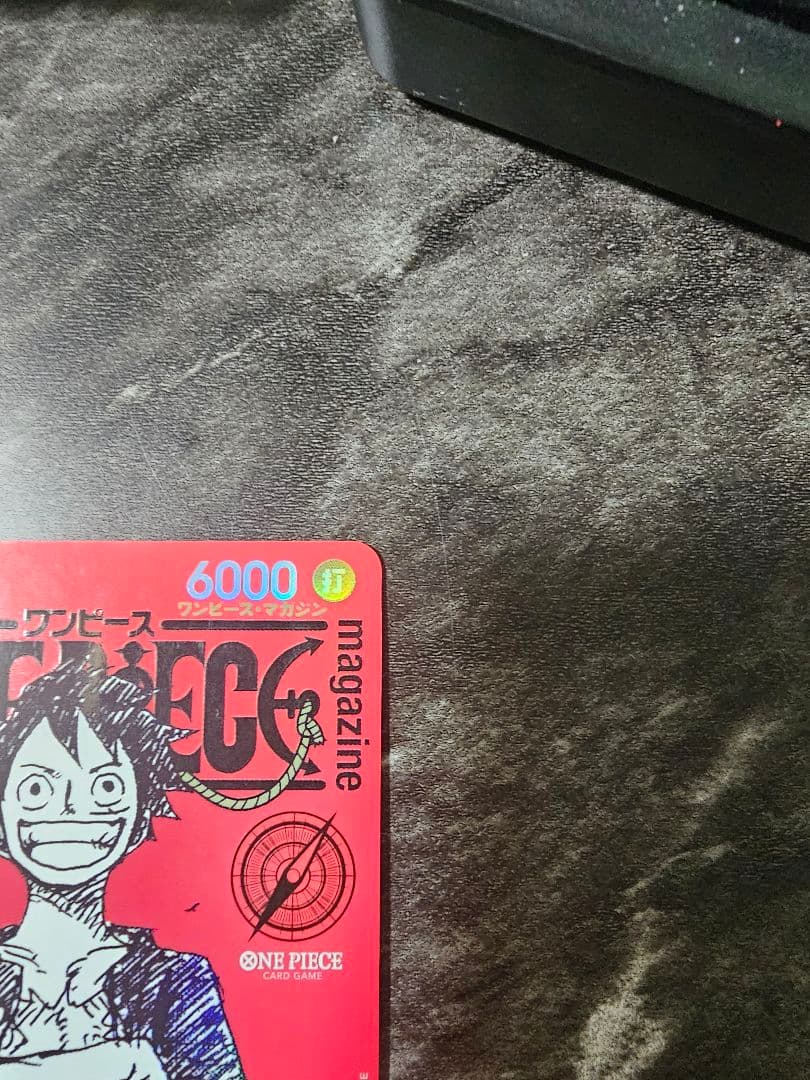 6000 打
ワンピース・マガジン
ワンピース
PIECE
magazine
ONE PIECE
CARD GAME